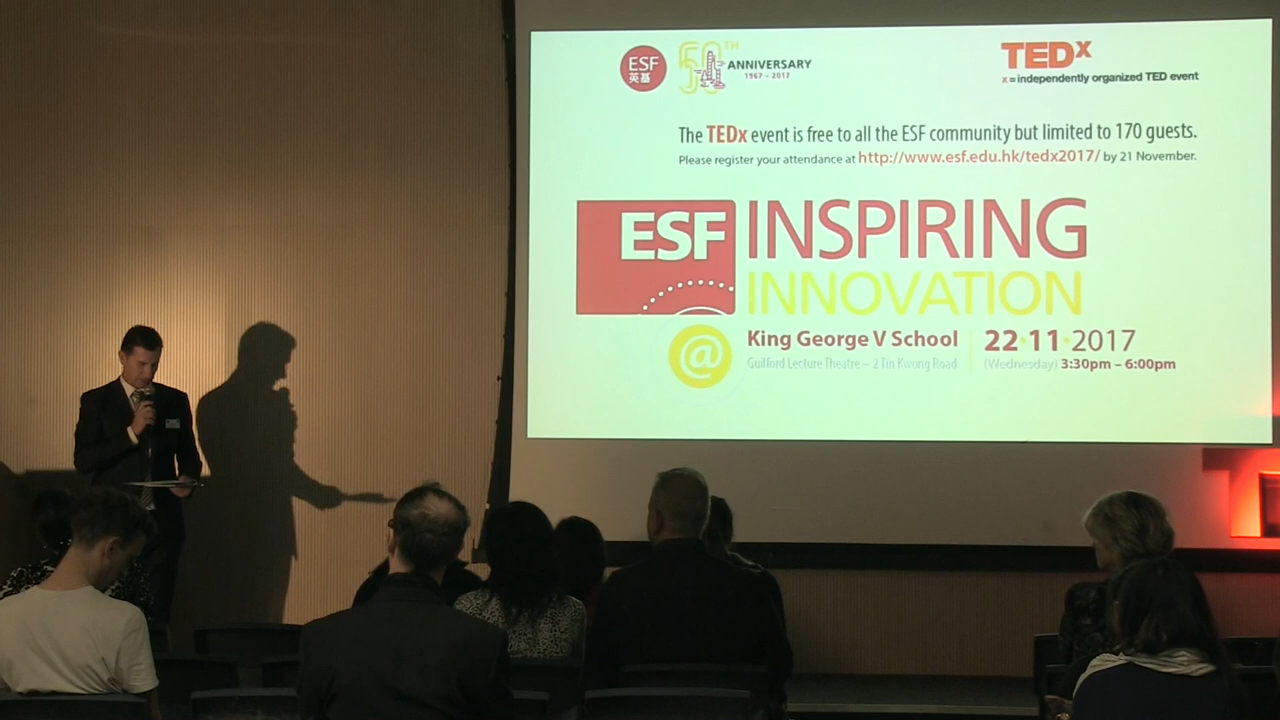 ESF
英基
50TH
ANNIVERSARY
1967 – 2017
TEDx
x = independently organized TED event
The TEDx event is free to all the ESF community but limited to 170 guests.
Please register your attendance at http://www.esf.edu.hk/tedx2017/ by 21 November.
ESF INSPIRING
INNOVATION
@ King George V School 22·11·2017
Guilford Lecture Theatre – 2 Tin Kwong Road (Wednesday) 3:30pm – 6:00pm